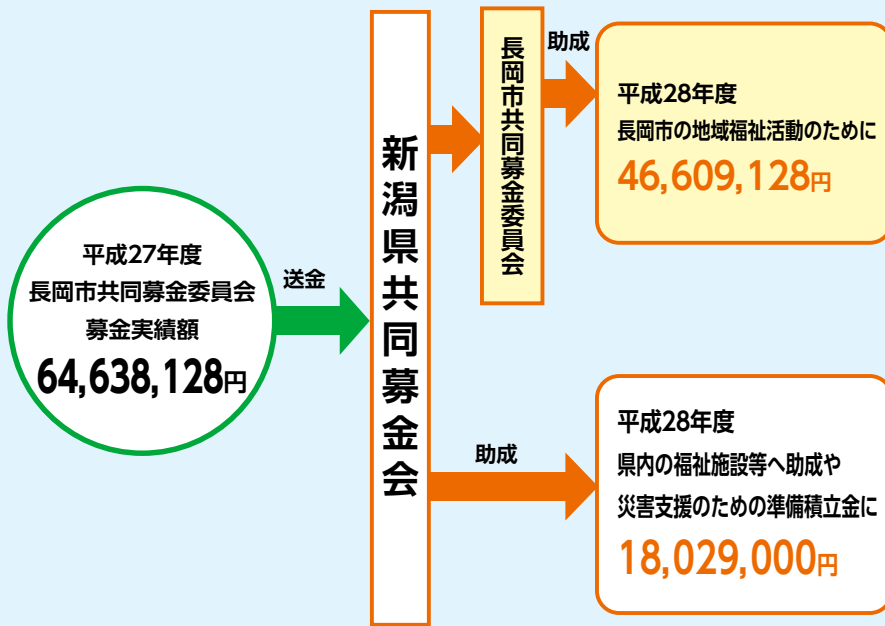 平成27年度
長岡市共同募金委員会
募金実績額
64,638,128円
送金
新潟県共同募金会
長岡市共同募金委員会
助成
平成28年度
長岡市の地域福祉活動のために
46,609,128円
助成
平成28年度
県内の福祉施設等へ助成や
災害支援のための準備積立金に
18,029,000円